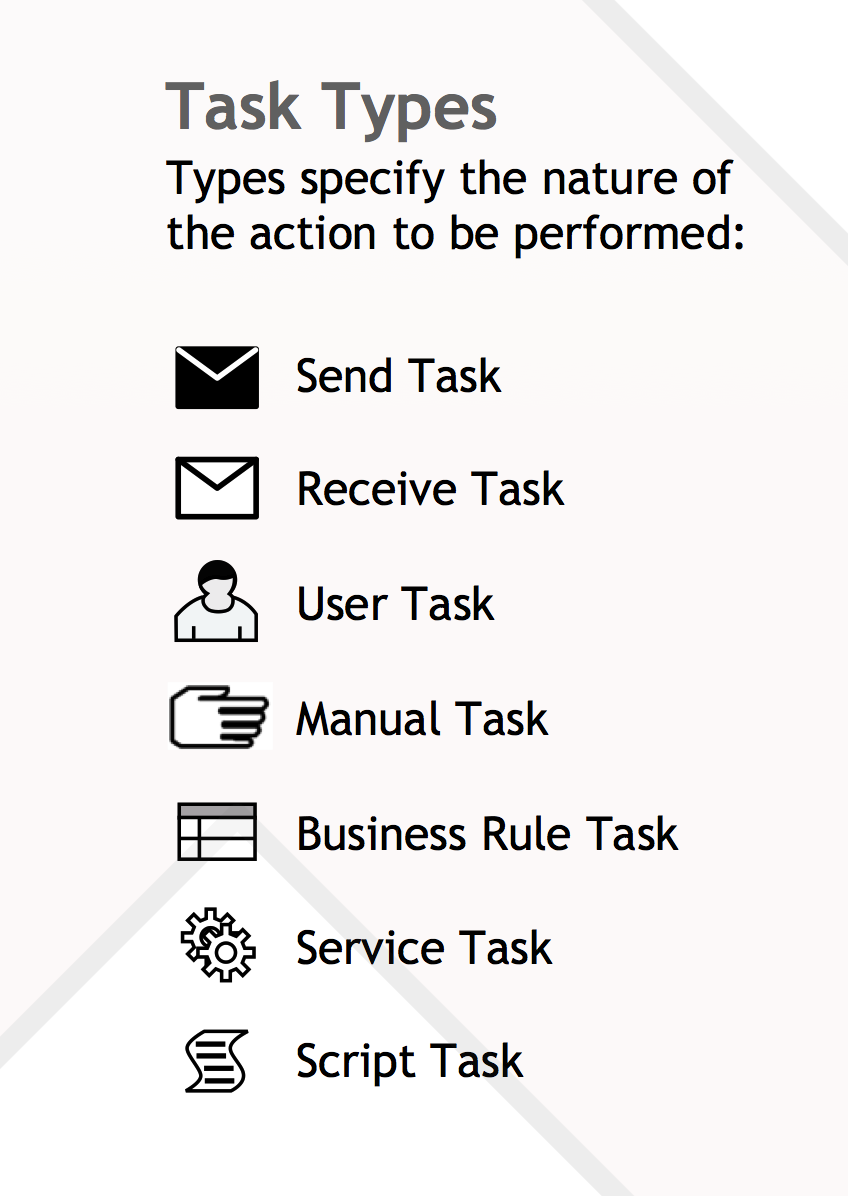 Task Types
Types specify the nature of
the action to be performed:
Send Task
Receive Task
User Task
Manual Task
Business Rule Task
Service Task
Script Task